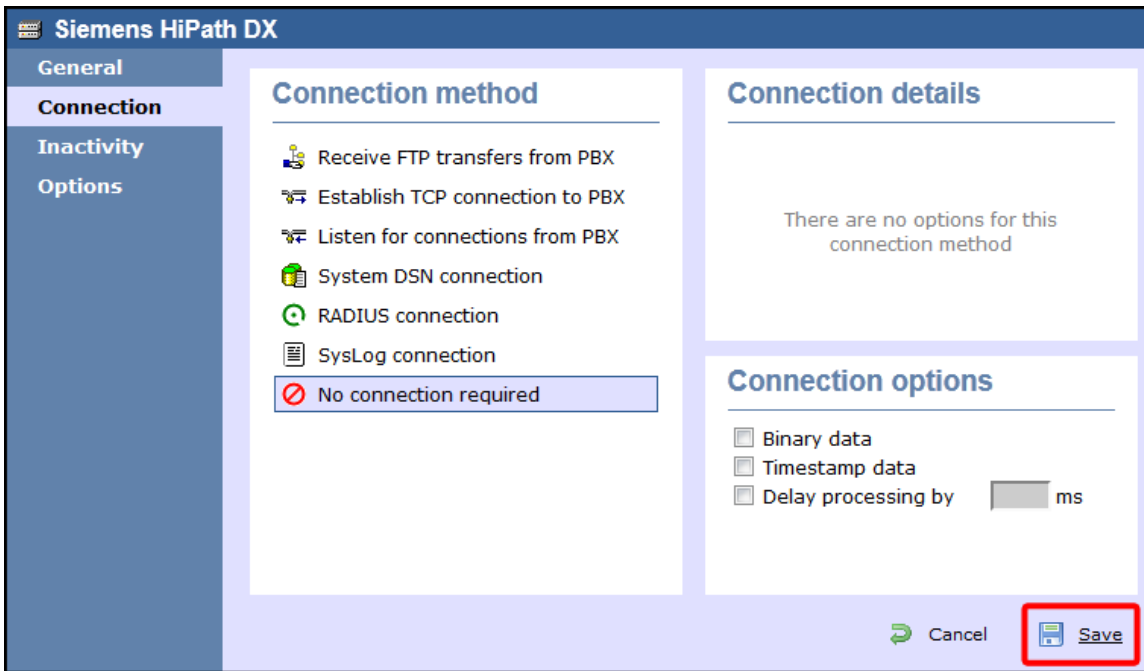 Siemens HiPath DX
General
Connection
Inactivity
Options
Connection method
Receive FTP transfers from PBX
Establish TCP connection to PBX
Listen for connections from PBX
System DSN connection
RADIUS connection
SysLog connection
No connection required
Connection details
There are no options for this
connection method
Connection options
Binary data
Timestamp data
Delay processing by ms
Cancel
Save